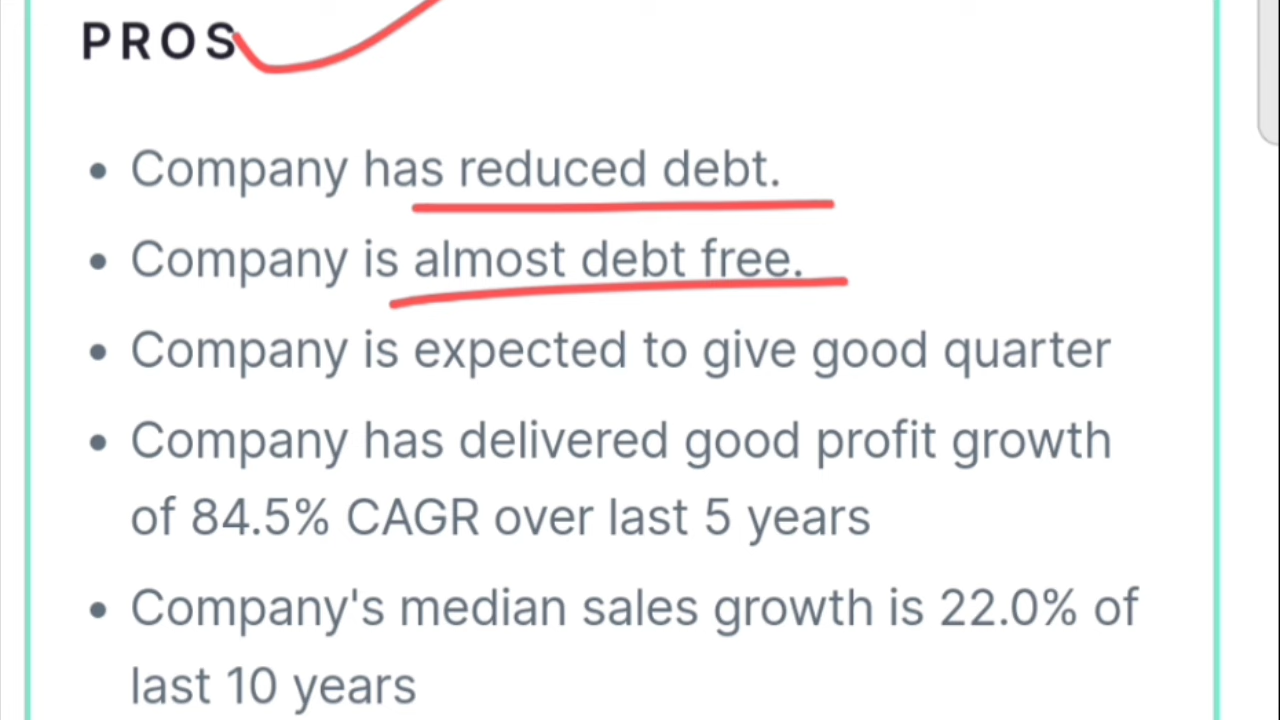 PROS
• Company has reduced debt.
• Company is almost debt free.
• Company is expected to give good quarter
• Company has delivered good profit growth
of 84.5% CAGR over last 5 years
• Company's median sales growth is 22.0% of
last 10 years